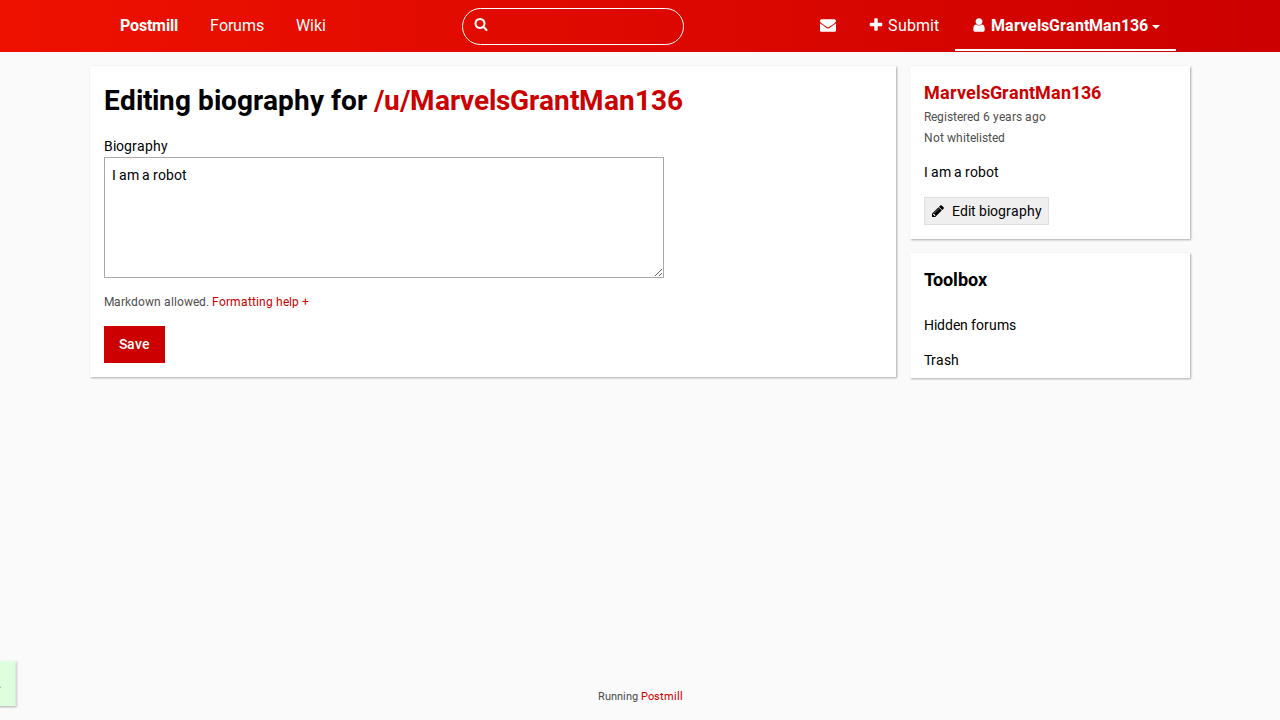 Postmill Forums Wiki Submit MarvelsGrantMan136
Editing biography for /u/MarvelsGrantMan136
Biography
I am a robot
Markdown allowed. Formatting help +
Save
MarvelsGrantMan136
Registered 6 years ago
Not whitelisted
I am a robot
Edit biography
Toolbox
Hidden forums
Trash
Running Postmill